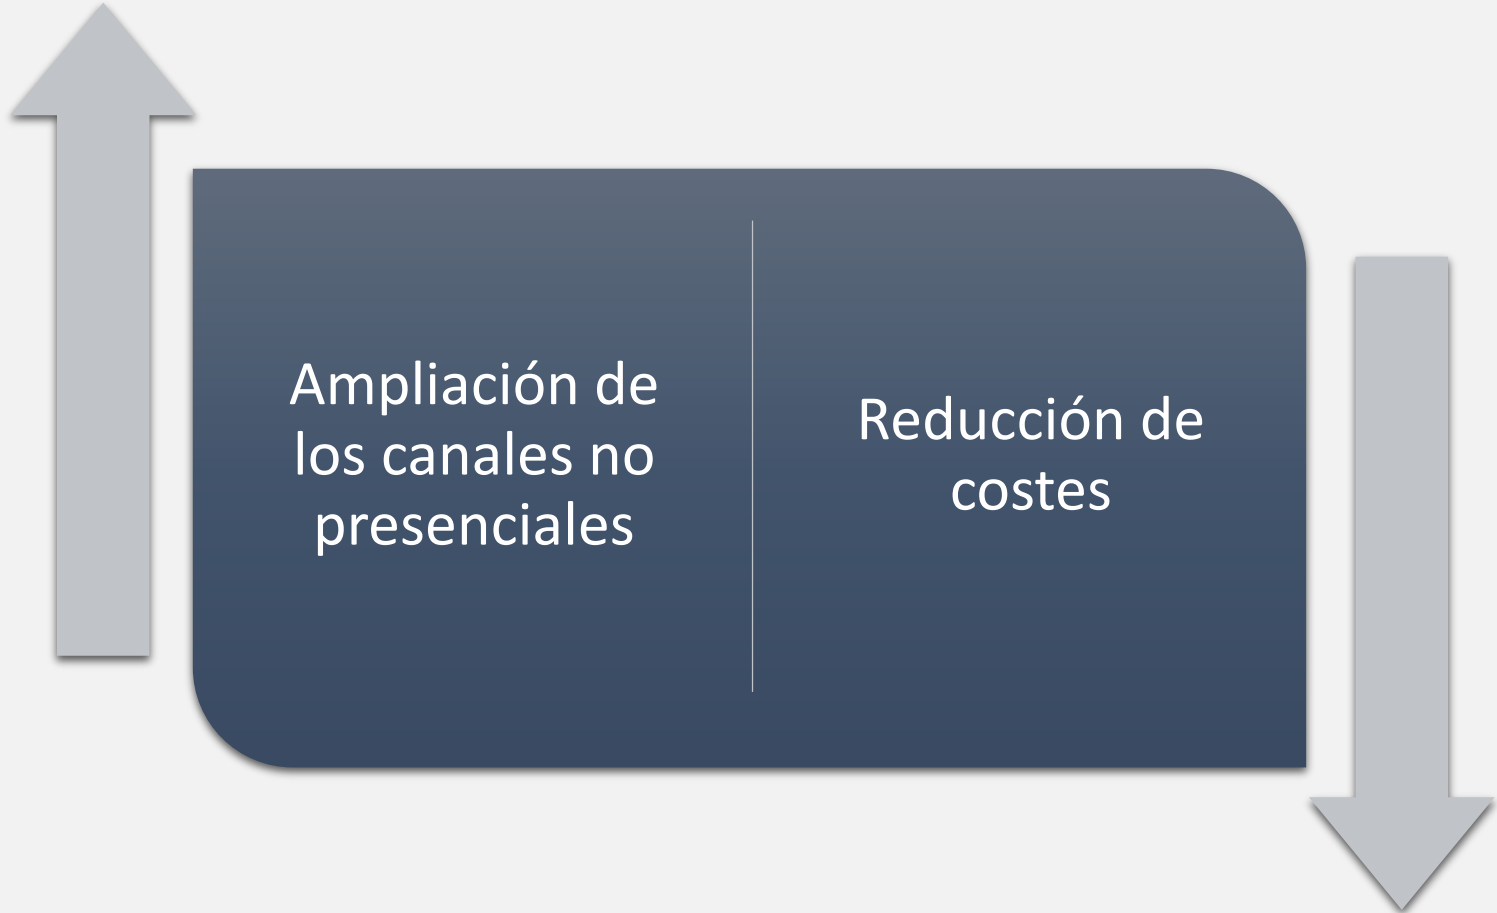 Ampliación de
los canales no
presenciales
Reducción de
costes